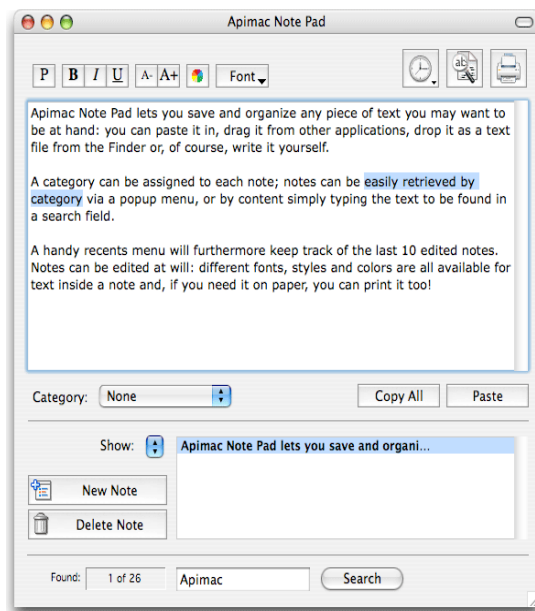 Apimac Note Pad
P B I U A- A+ Font
Apimac Note Pad lets you save and organize any piece of text you may want to
be at hand: you can paste it in, drag it from other applications, drop it as a text
file from the Finder or, of course, write it yourself.
A category can be assigned to each note; notes can be easily retrieved by
category via a popup menu, or by content simply typing the text to be found in
a search field.
A handy recents menu will furthermore keep track of the last 10 edited notes.
Notes can be edited at will: different fonts, styles and colors are all available for
text inside a note and, if you need it on paper, you can print it too!
Category: None Copy All Paste
Show: Apimac Note Pad lets you save and organi...
New Note
Delete Note
Found: 1 of 26 Apimac Search